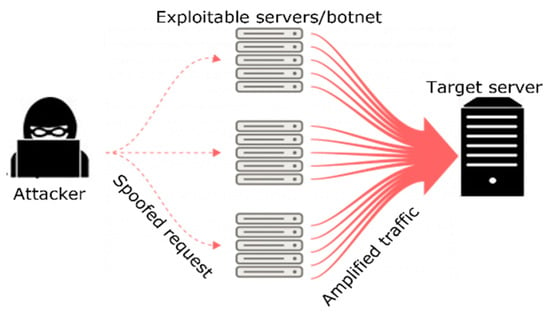 Exploitable servers/botnet
Target server
Attacker
Spoofed request
Amplified traffic